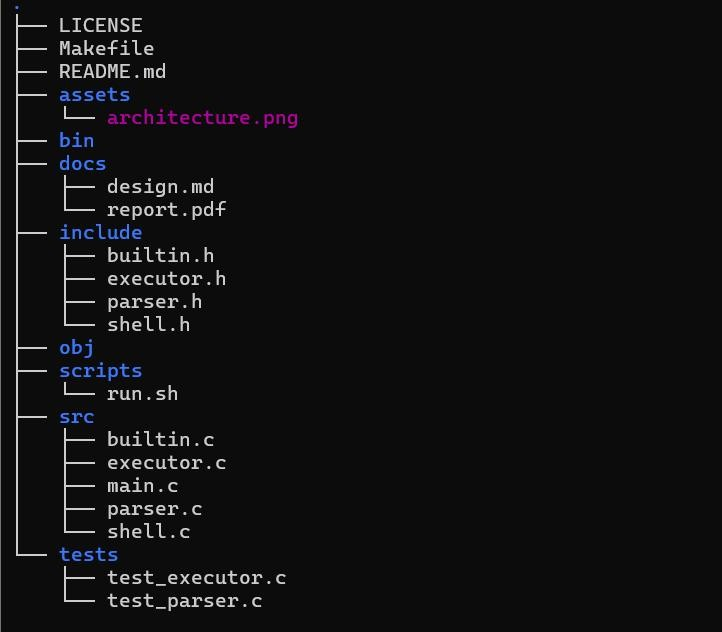 .
├── LICENSE
├── Makefile
├── README.md
├── assets
│   └── architecture.png
├── bin
├── docs
│   ├── design.md
│   └── report.pdf
├── include
│   ├── builtin.h
│   ├── executor.h
│   ├── parser.h
│   └── shell.h
├── obj
├── scripts
│   └── run.sh
├── src
│   ├── builtin.c
│   ├── executor.c
│   ├── main.c
│   ├── parser.c
│   └── shell.c
└── tests
    ├── test_executor.c
    └── test_parser.c